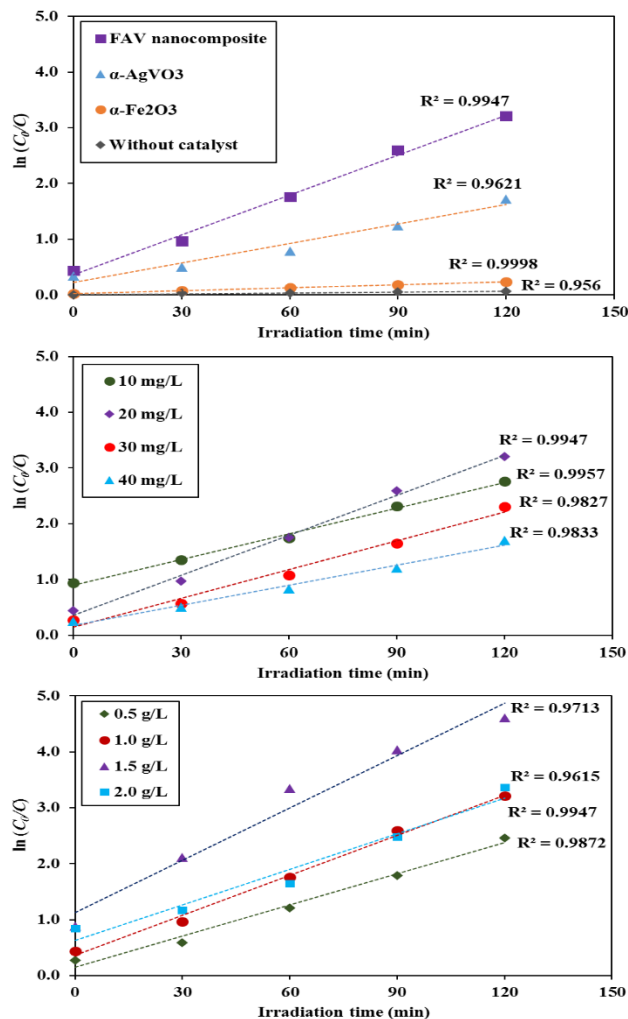 5.0
4.0
3.0
2.0
1.0
0.0
ln (C0/C)
FAV nanocomposite
α-AgVO3
α-Fe2O3
Without catalyst
R² = 0.9947
R² = 0.9621
R² = 0.9998
R² = 0.956
0 30 60 90 120 150
Irradiation time (min)
5.0
4.0
3.0
2.0
1.0
0.0
ln (C0/C)
10 mg/L
20 mg/L
30 mg/L
40 mg/L
R² = 0.9947
R² = 0.9957
R² = 0.9827
R² = 0.9833
0 30 60 90 120 150
Irradiation time (min)
5.0
4.0
3.0
2.0
1.0
0.0
0.5 g/L
1.0 g/L
1.5 g/L
2.0 g/L
R² = 0.9713
R² = 0.9615
R² = 0.9947
R² = 0.9872
0 30 60 90 120 150
Irradiation time (min)